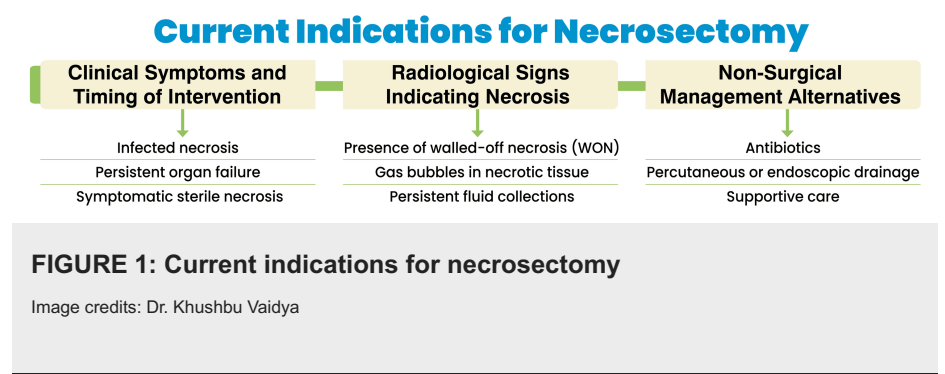 Current Indications for Necrosectomy
Clinical Symptoms and
Timing of Intervention
Infected necrosis
Persistent organ failure
Symptomatic sterile necrosis
Radiological Signs
Indicating Necrosis
Presence of walled-off necrosis (WON)
Gas bubbles in necrotic tissue
Persistent fluid collections
Non-Surgical
Management Alternatives
Antibiotics
Percutaneous or endoscopic drainage
Supportive care
FIGURE 1: Current indications for necrosectomy
Image credits: Dr. Khushbu Vaidya